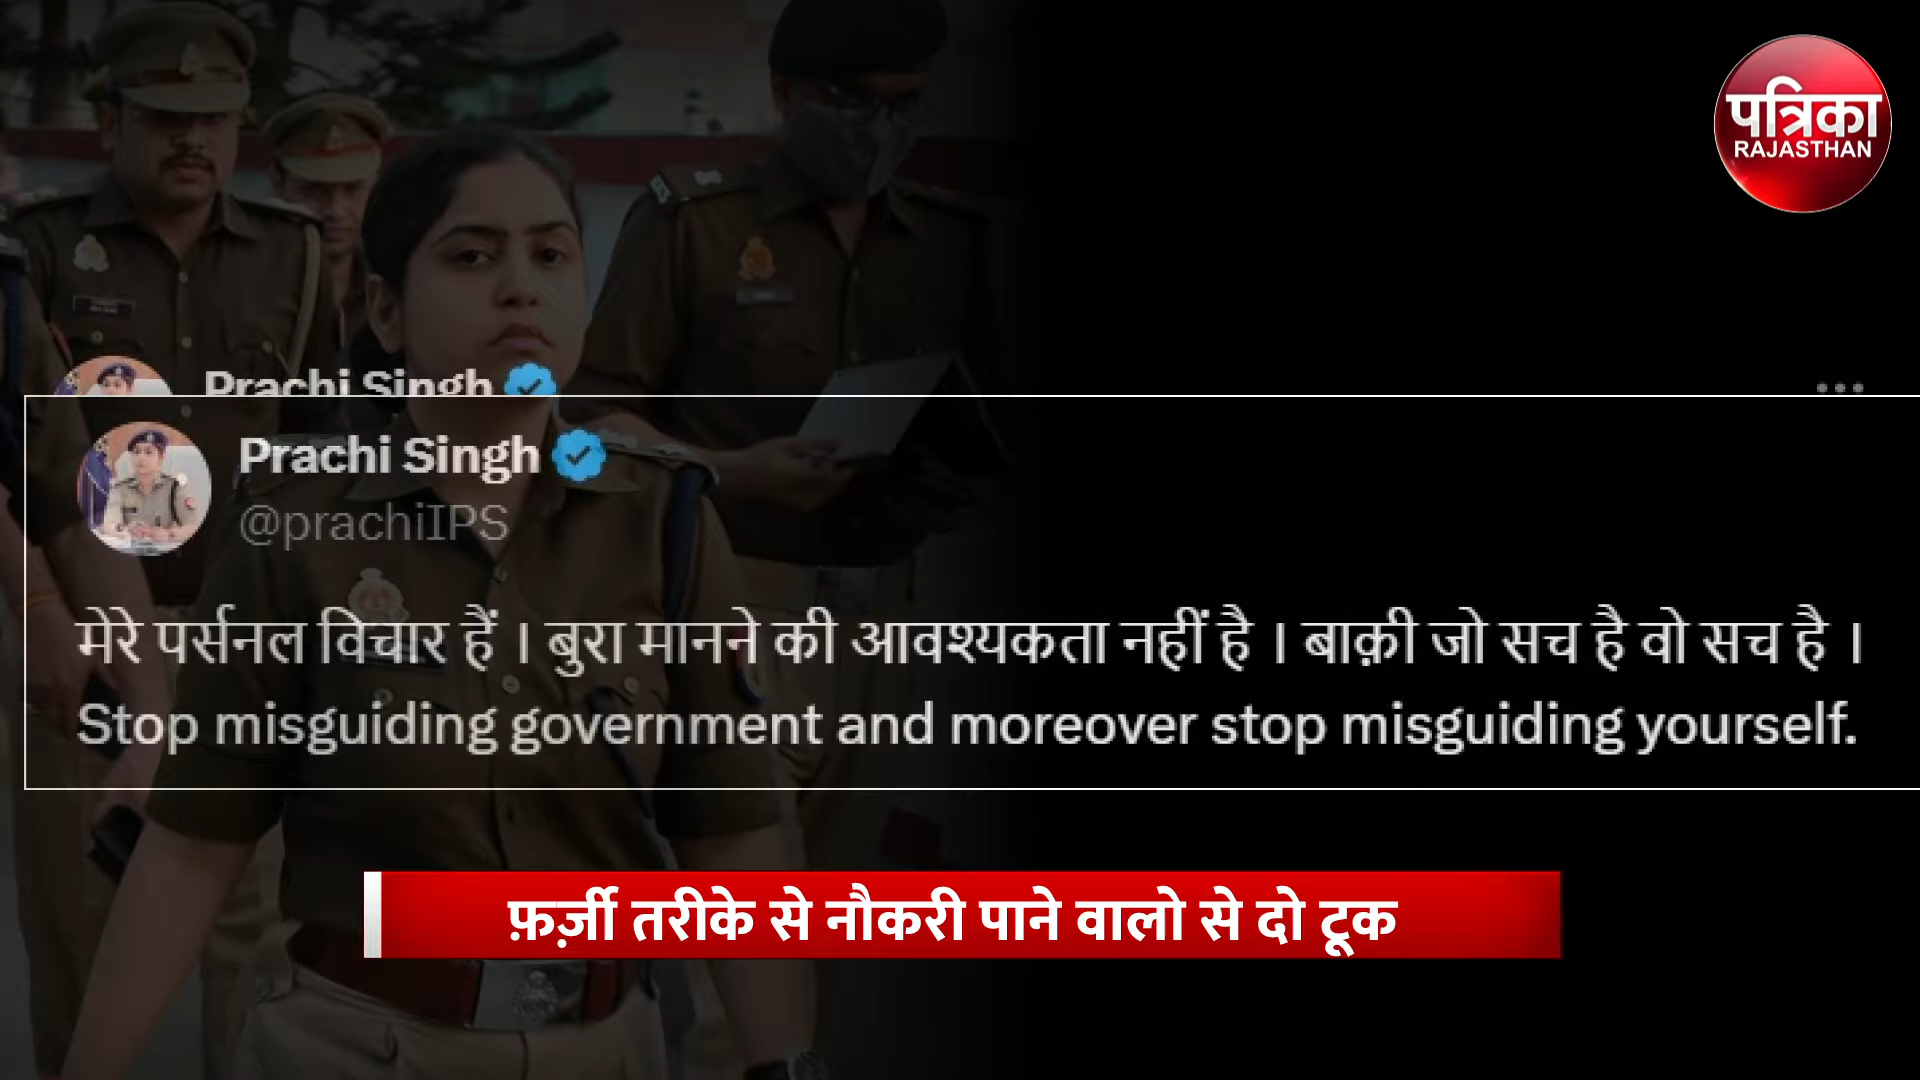 पत्रिका
RAJASTHAN
Prachi Singh
Prachi Singh
@prachiIPS
मेरे पर्सनल विचार हैं । बुरा मानने की आवश्यकता नहीं है । बाक़ी जो सच है वो सच है ।
Stop misguiding government and moreover stop misguiding yourself.
फ़र्ज़ी तरीके से नौकरी पाने वालो से दो टूक